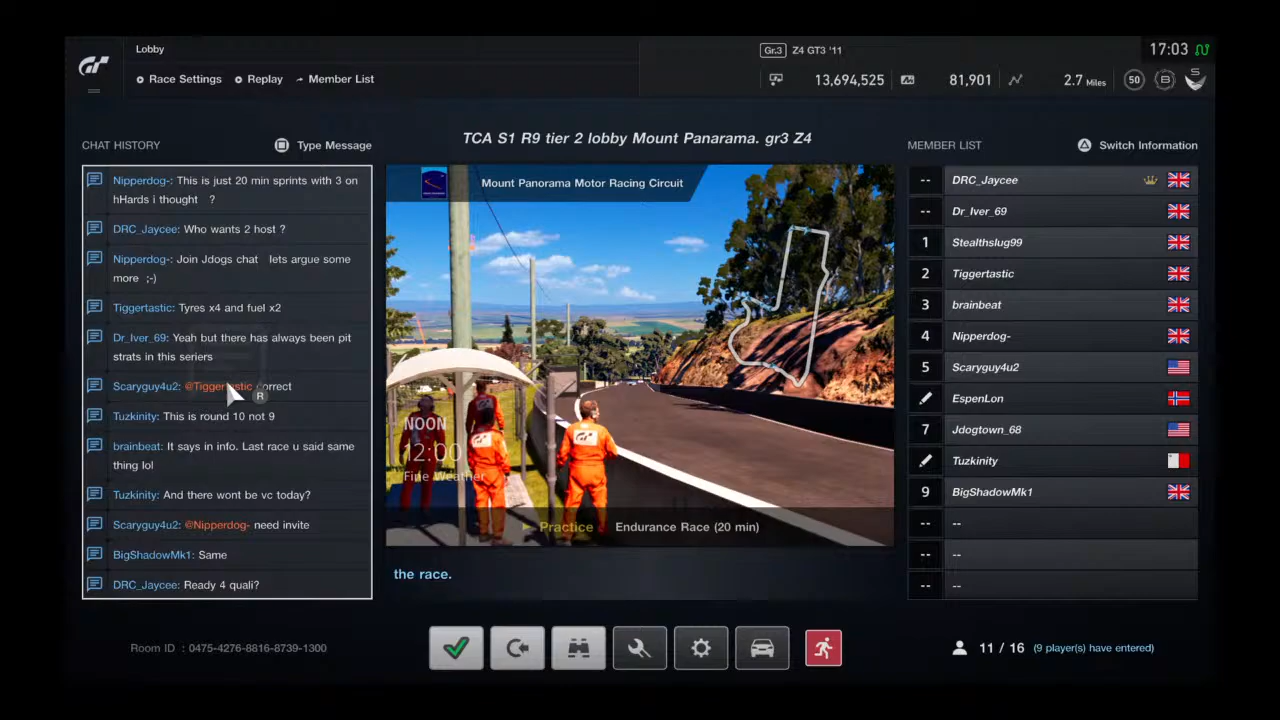 Lobby
Race Settings
Replay
Member List
Gr.3 Z4 GT3 '11
17:03
13,694,525
81,901
2.7 Miles
50
B
S
TCA S1 R9 tier 2 lobby Mount Panarama. gr3 Z4
CHAT HISTORY
Type Message
Nipperdog-: This is just 20 min sprints with 3 on
hHards i thought ?
DRC_Jaycee: Who wants 2 host ?
Nipperdog-: Join Jdogs chat lets argue some
more ;-)
Tiggertastic: Tyres x4 and fuel x2
Dr_Iver_69: Yeah but there has always been pit
strats in this seriers
Scaryguy4u2: @Tiggertastic correct
R
Tuzkinity: This is round 10 not 9
brainbeat: It says in info. Last race u said same
thing lol
Tuzkinity: And there wont be vc today?
Scaryguy4u2: @Nipperdog- need invite
BigShadowMk1: Same
DRC_Jaycee: Ready 4 quali?
Mount Panorama Motor Racing Circuit
NOON
12:00
Fine Weather
Practice
Endurance Race (20 min)
the race.
MEMBER LIST
Switch Information
-- DRC_Jaycee
-- Dr_Iver_69
1 Stealthslug99
2 Tiggertastic
3 brainbeat
4 Nipperdog-
5 Scaryguy4u2
EspenLon
7 Jdogtown_68
Tuzkinity
9 BigShadowMk1
-- --
-- --
-- --
Room ID : 0475-4276-8816-8739-1300
11 / 16 (9 player(s) have entered)